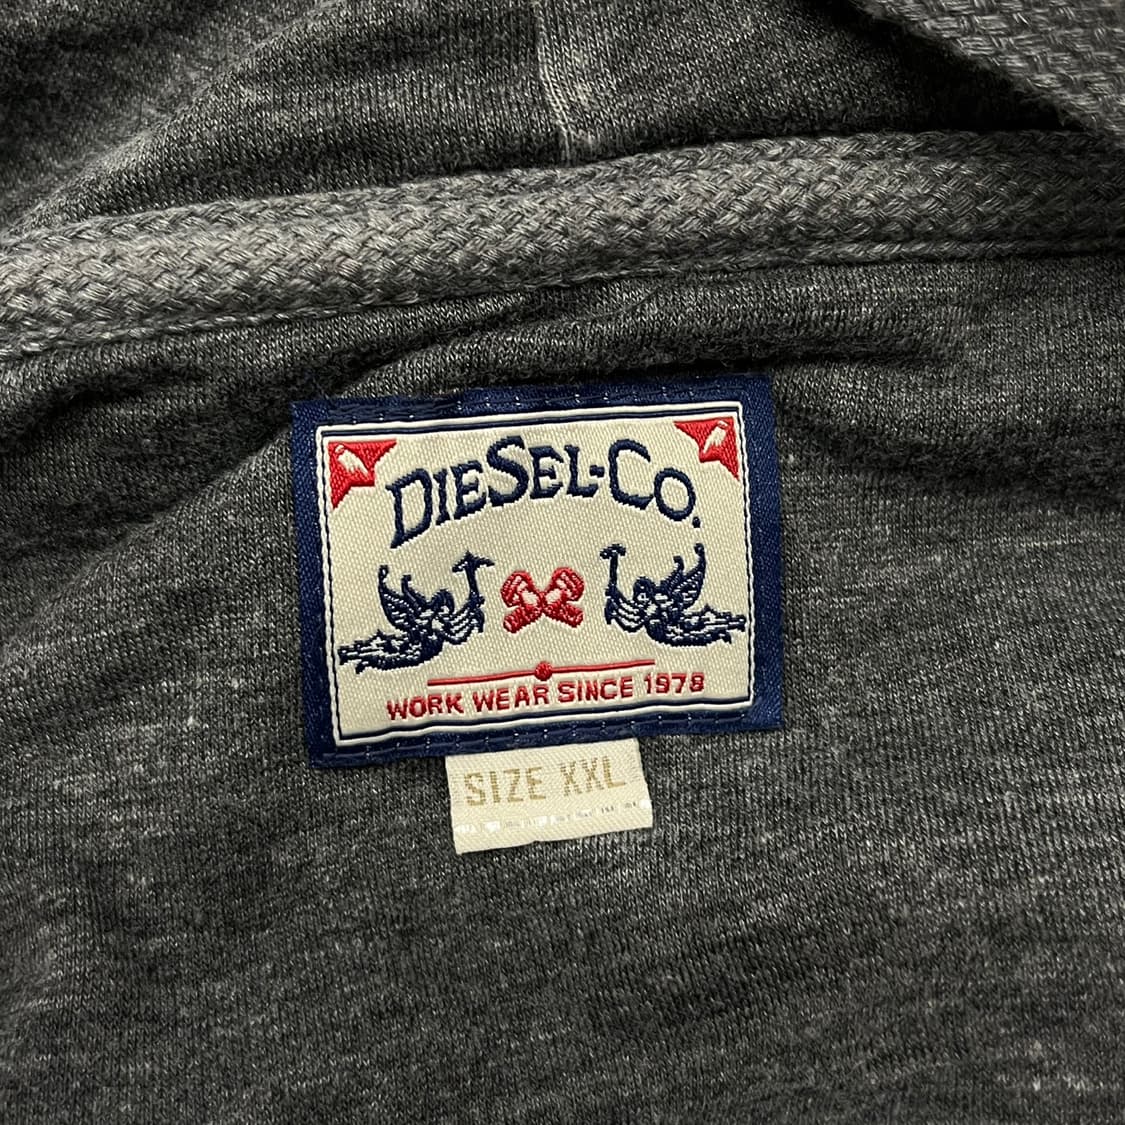 DIESEL-CO.
WORK WEAR SINCE 1978
SIZE XXL